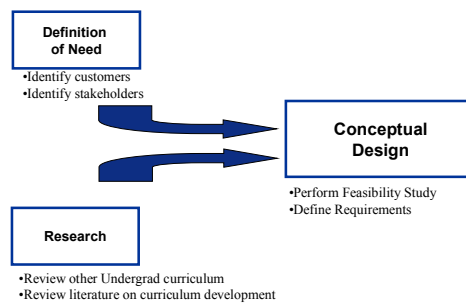 Definition
of Need
•Identify customers
•Identify stakeholders
Conceptual
Design
•Perform Feasibility Study
•Define Requirements
Research
•Review other Undergrad curriculum
•Review literature on curriculum development